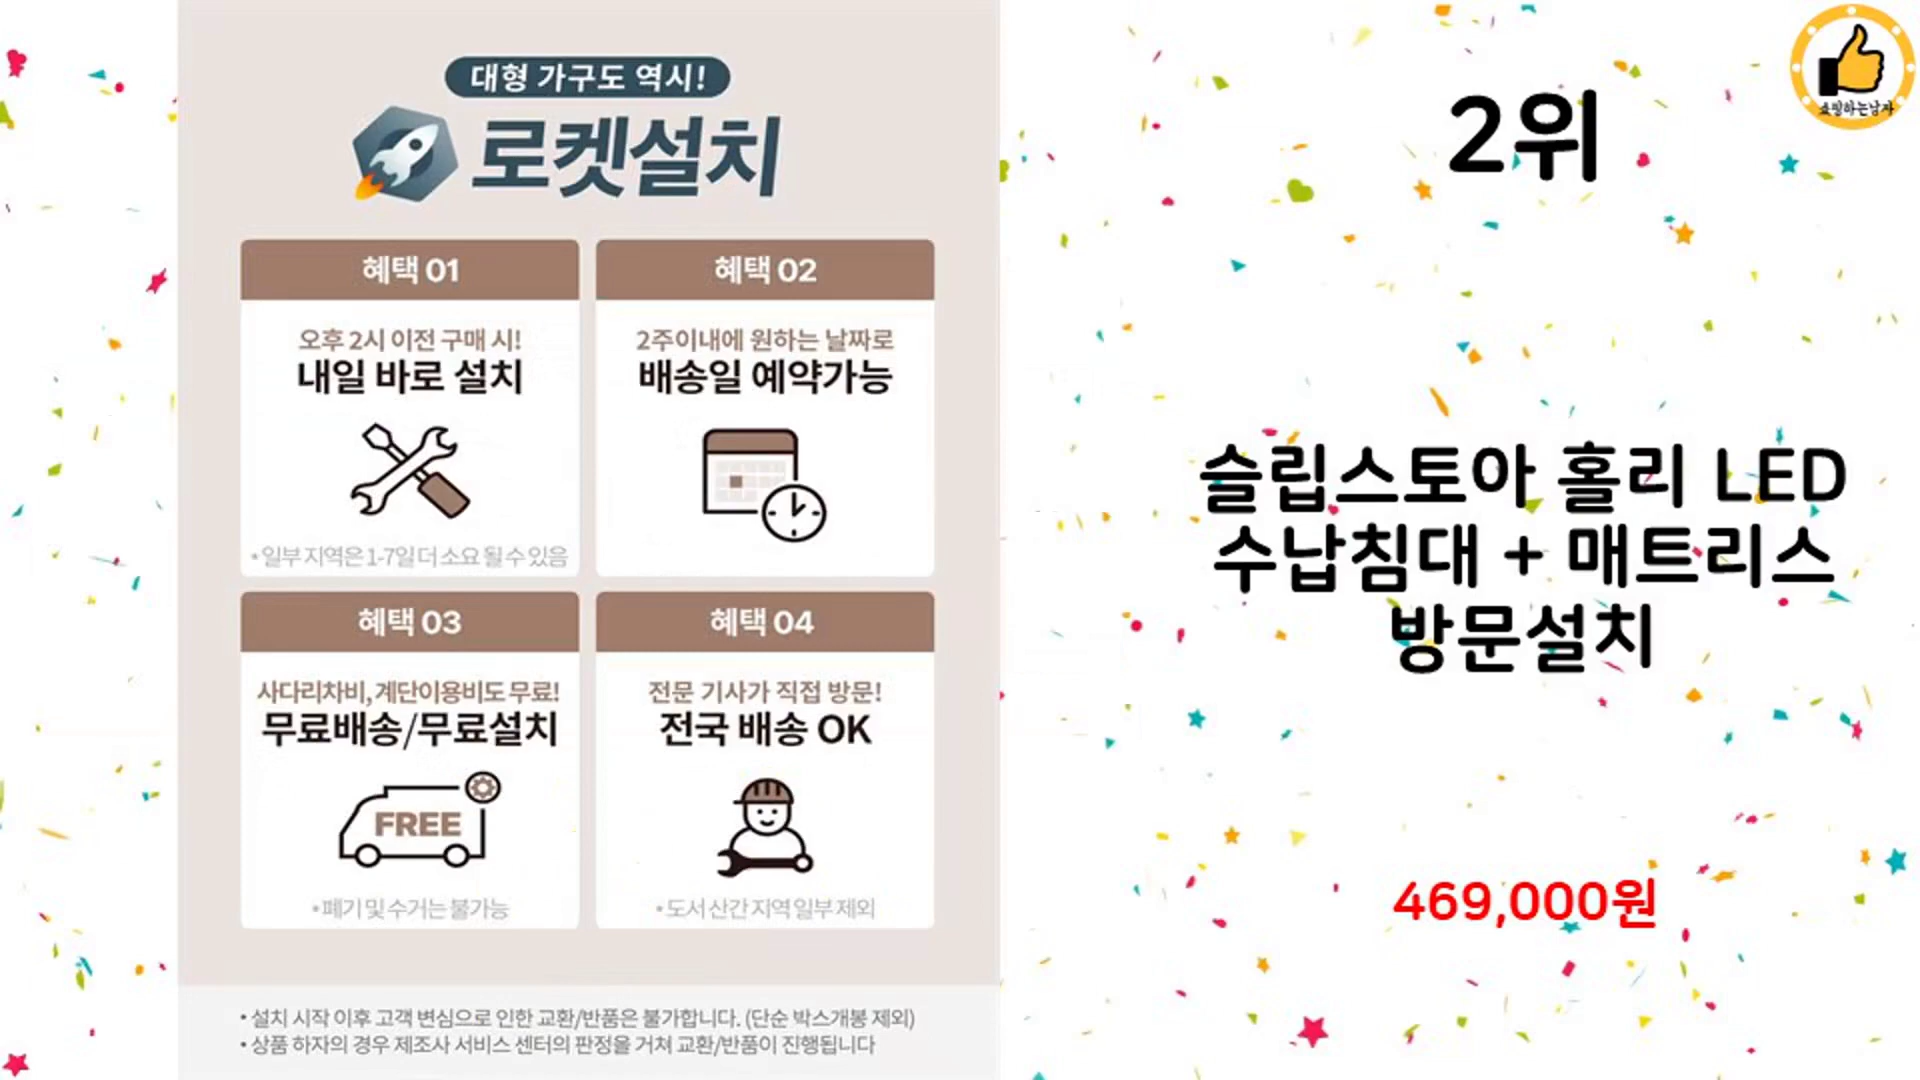 대형 가구도 역시!
로켓설치
혜택 01
오후 2시 이전 구매 시!
내일 바로 설치
* 일부 지역은 1-7일 더 소요 될 수 있음
혜택 02
2주이내에 원하는 날짜로
배송일 예약가능
혜택 03
사다리차비, 계단이용비도 무료!
무료배송/무료설치
FREE
* 폐기 및 수거는 불가능
혜택 04
전문 기사가 직접 방문!
전국 배송 OK
* 도서 산간 지역 일부 제외
• 설치 시작 이후 고객 변심으로 인한 교환/반품은 불가합니다. (단순 박스개봉 제외)
• 상품 하자의 경우 제조사 서비스 센터의 판정을 거쳐 교환/반품이 진행됩니다
쇼핑하는남자
2위
슬립스토아 홀리 LED
수납침대 + 매트리스
방문설치
469,000원